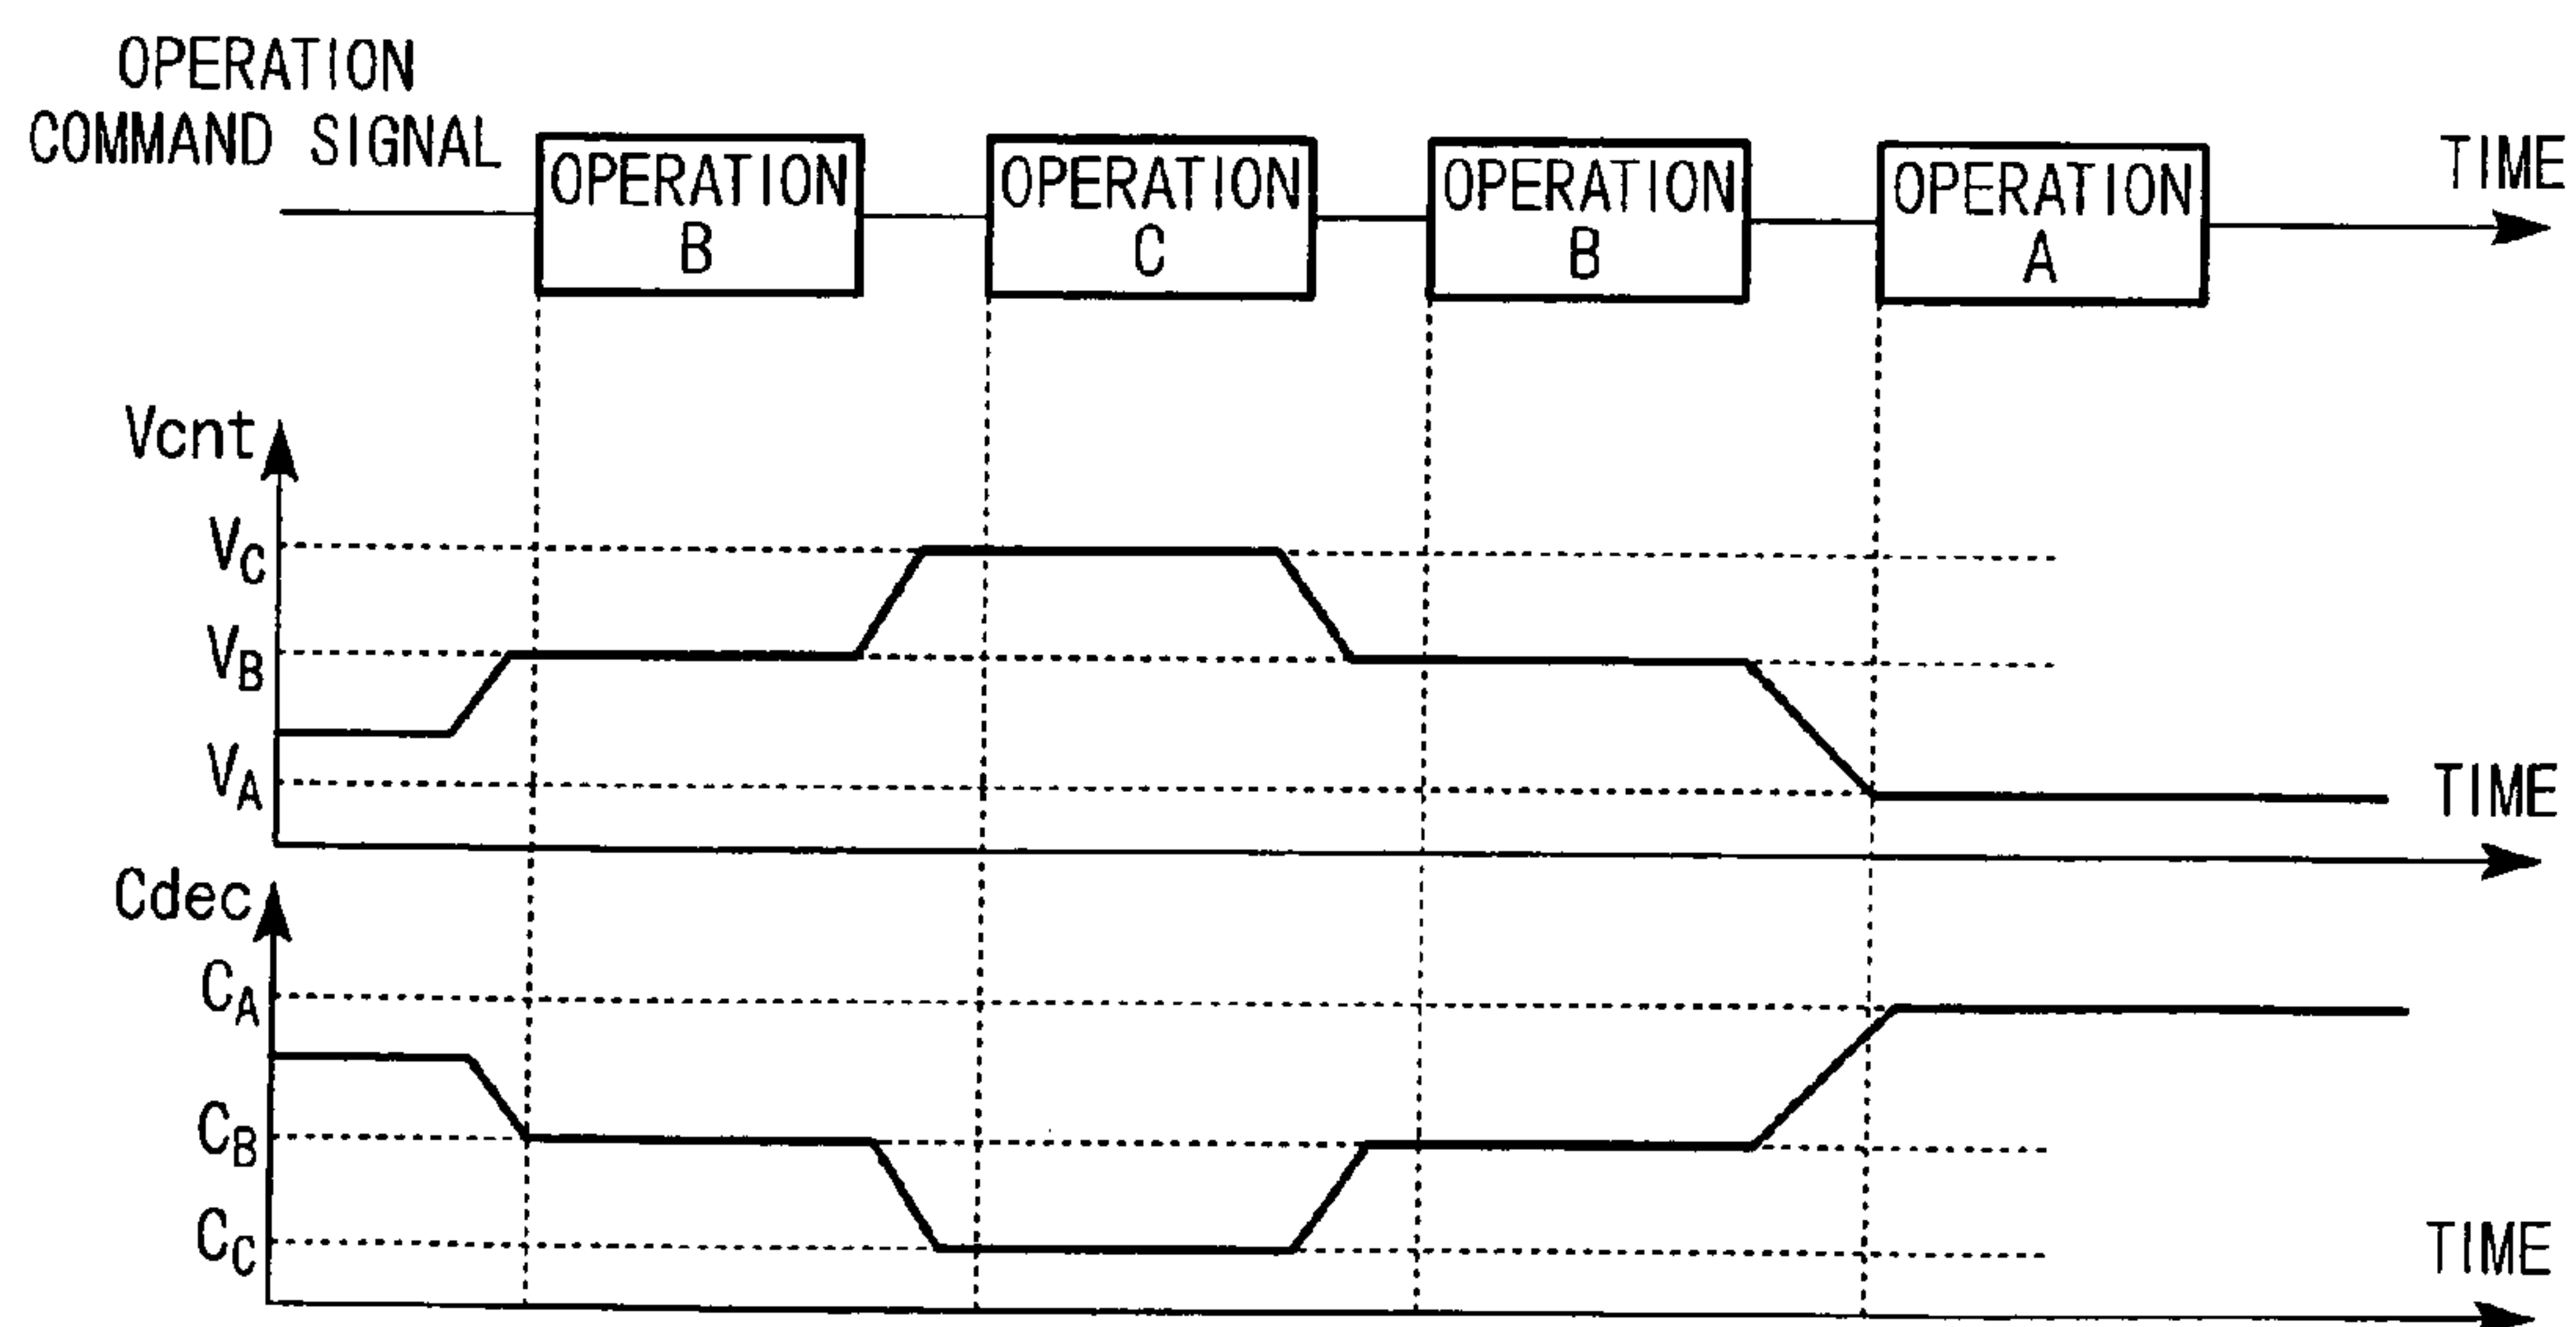 OPERATION
COMMAND SIGNAL
OPERATION
B
OPERATION
C
OPERATION
B
OPERATION
A
TIME
Vcnt
VC
VB
VA
TIME
Cdec
CA
CB
CC
TIME